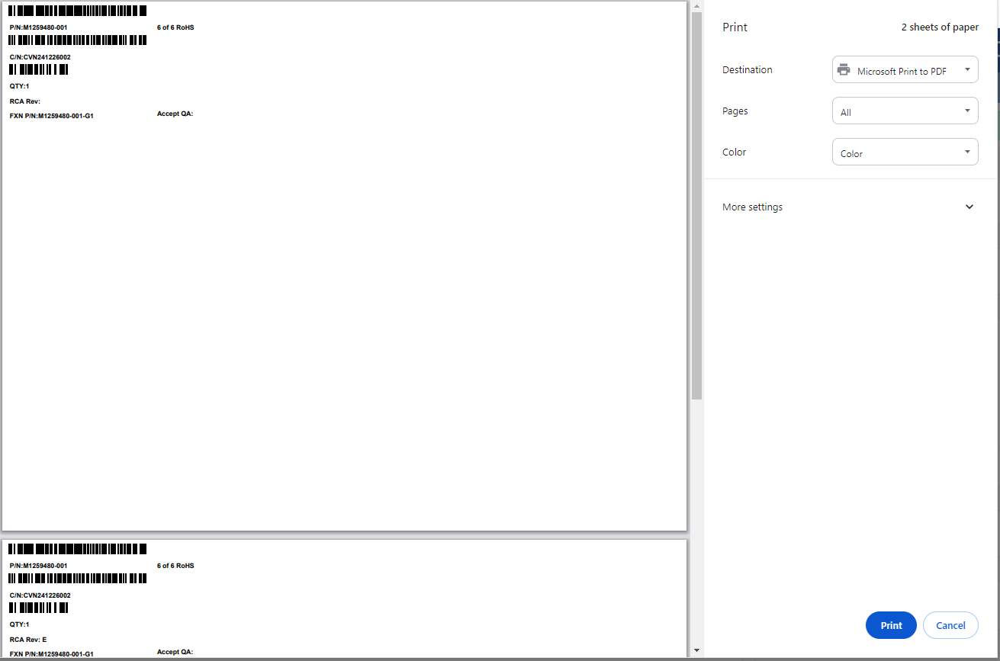 P/N:M1259480-001 6 of 6 RoHS
C/N:CVN241226002
QTY:1
RCA Rev:
FXN P/N:M1259480-001-G1 Accept QA:
P/N:M1259480-001 6 of 6 RoHS
C/N:CVN241226002
QTY:1
RCA Rev: E
FXN P/N:M1259480-001-G1 Accept QA:
Print 2 sheets of paper
Destination Microsoft Print to PDF
Pages All
Color Color
More settings
Print Cancel